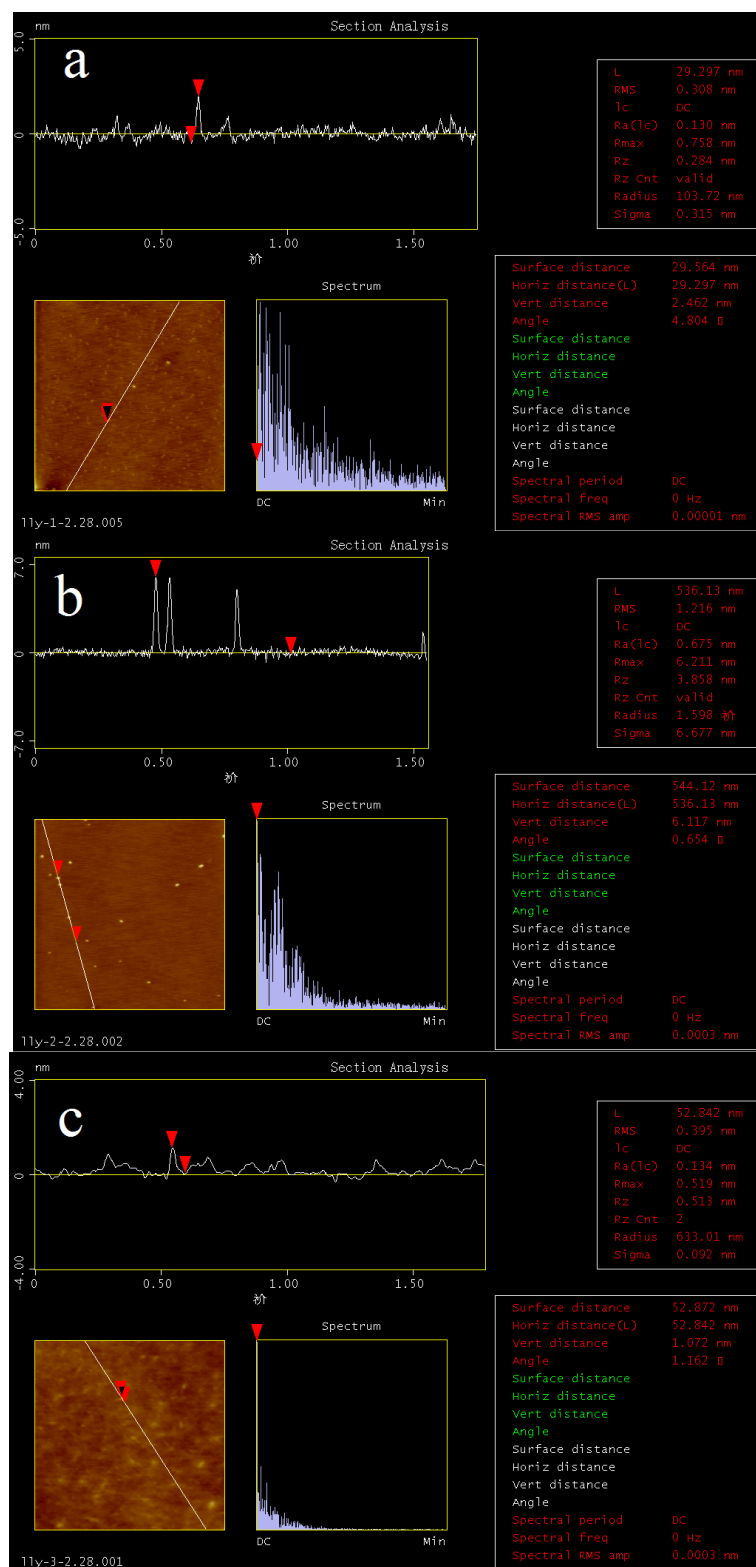 nm
Section Analysis
a
5.0
0
-5.0
0 0.50 1.00 1.50
L 29.297 nm
RMS 0.308 nm
lc DC
Ra(lc) 0.130 nm
Rmax 0.758 nm
Rz 0.284 nm
Rz Cnt valid
Radius 103.72 nm
Sigma 0.315 nm
Spectrum
DC Min
Surface distance 29.564 nm
Horiz distance(L) 29.297 nm
Vert distance 2.462 nm
Angle 4.804
Surface distance
Horiz distance
Vert distance
Angle
Surface distance
Horiz distance
Vert distance
Angle
Spectral period DC
Spectral freq 0 Hz
Spectral RMS amp 0.00001 nm
lly-1-2.28.005
nm
Section Analysis
b
7.0
0
-7.0
0 0.50 1.00 1.50
L 536.13 nm
RMS 1.216 nm
lc DC
Ra(lc) 0.675 nm
Rmax 6.211 nm
Rz 3.858 nm
Rz Cnt valid
Radius 1.598
Sigma 6.677 nm
Spectrum
DC Min
Surface distance 544.12 nm
Horiz distance(L) 536.13 nm
Vert distance 6.117 nm
Angle 0.654
Surface distance
Horiz distance
Vert distance
Angle
Surface distance
Horiz distance
Vert distance
Angle
Spectral period DC
Spectral freq 0 Hz
Spectral RMS amp 0.0003 nm
lly-2-2.28.002
nm
Section Analysis
c
4.00
0
-4.00
0 0.50 1.00 1.50
L 52.842 nm
RMS 0.395 nm
lc DC
Ra(lc) 0.134 nm
Rmax 0.519 nm
Rz 0.513 nm
Rz Cnt 2
Radius 633.01 nm
Sigma 0.092 nm
Spectrum
DC Min
Surface distance 52.872 nm
Horiz distance(L) 52.842 nm
Vert distance 1.072 nm
Angle 1.162
Surface distance
Horiz distance
Vert distance
Angle
Surface distance
Horiz distance
Vert distance
Angle
Spectral period DC
Spectral freq 0 Hz
Spectral RMS amp 0.0003 nm
lly-3-2.28.001